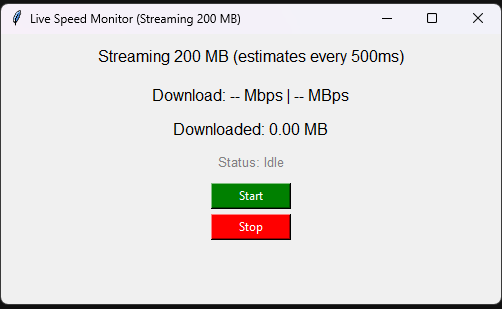 Live Speed Monitor (Streaming 200 MB)
Streaming 200 MB (estimates every 500ms)
Download: -- Mbps | -- MBps
Downloaded: 0.00 MB
Status: Idle
Start
Stop